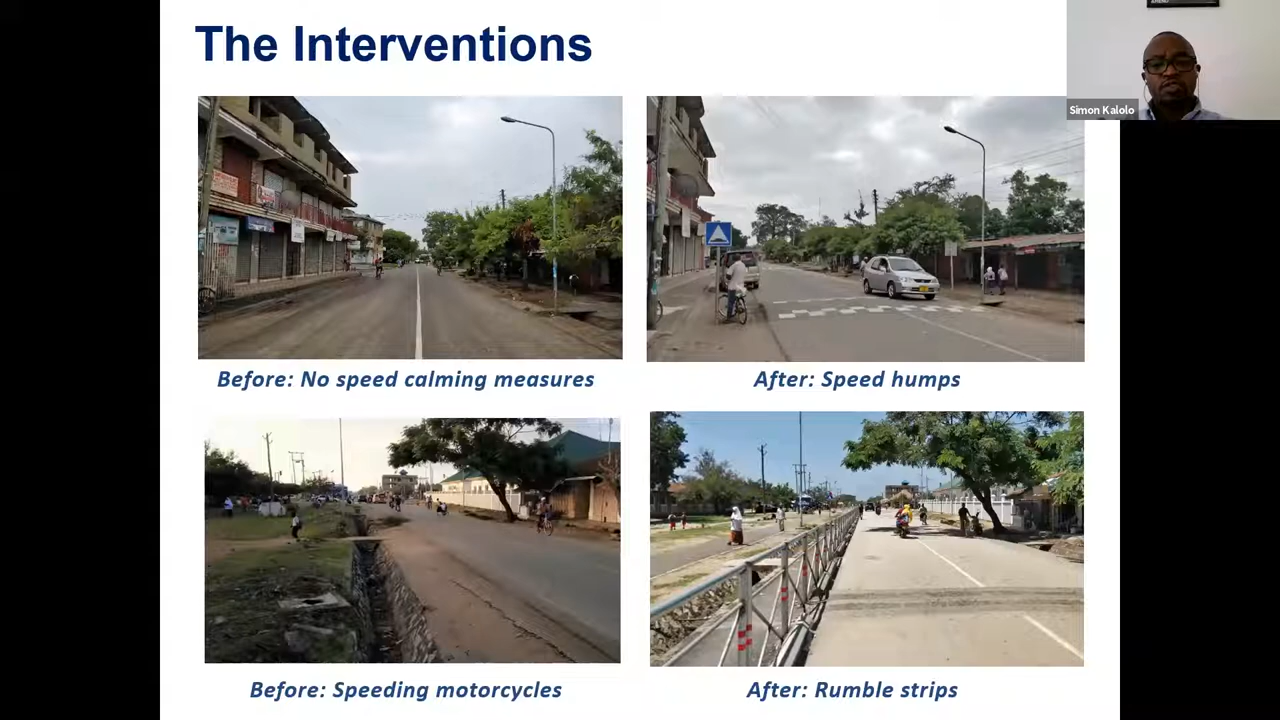 The Interventions
Simon Kalolo
Before: No speed calming measures
After: Speed humps
Before: Speeding motorcycles
After: Rumble strips